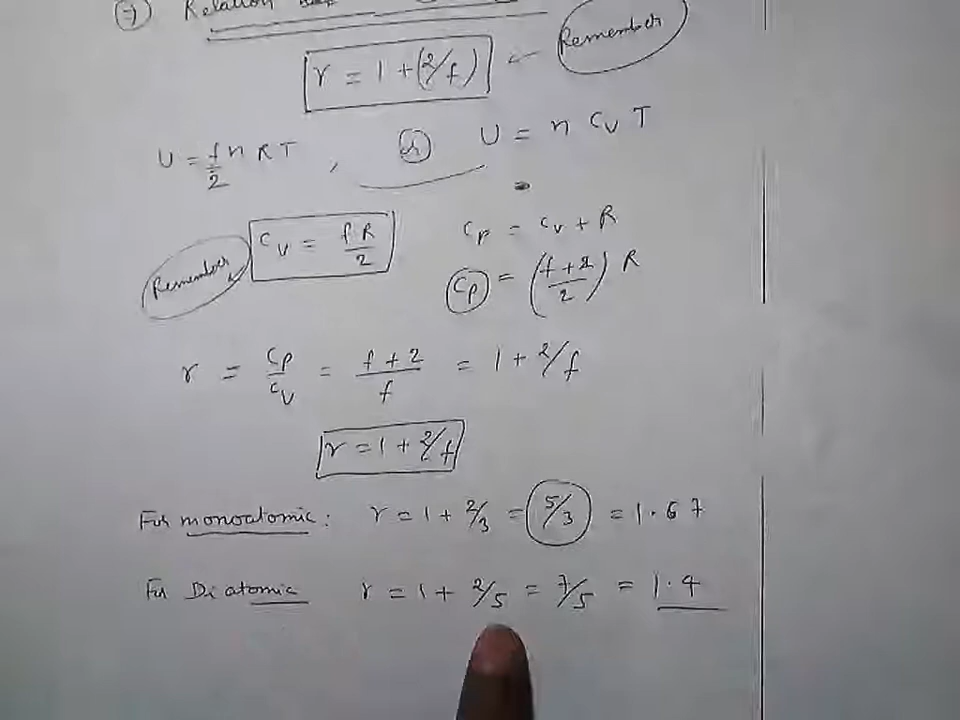 7) Relation
γ = 1 + (2/f) ← Remember
U = f/2 n R T , (or) U = n Cv T
Remember Cv = fR/2 Cp = Cv + R
Cp = (f+2/2) R
γ = Cp/Cv = f+2/f = 1 + 2/f
γ = 1 + 2/f
For monoatomic: γ = 1 + 2/3 = 5/3 = 1.67
For Diatomic γ = 1 + 2/5 = 7/5 = 1.4